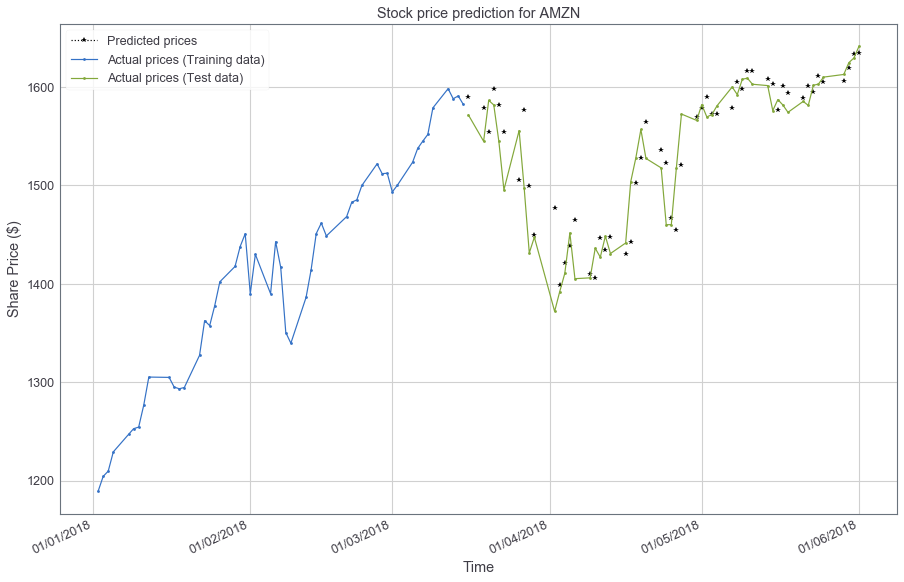 Stock price prediction for AMZN
Predicted prices
Actual prices (Training data)
Actual prices (Test data)
Share Price ($)
1600
1500
1400
1300
1200
01/01/2018
01/02/2018
01/03/2018
01/04/2018
01/05/2018
01/06/2018
Time